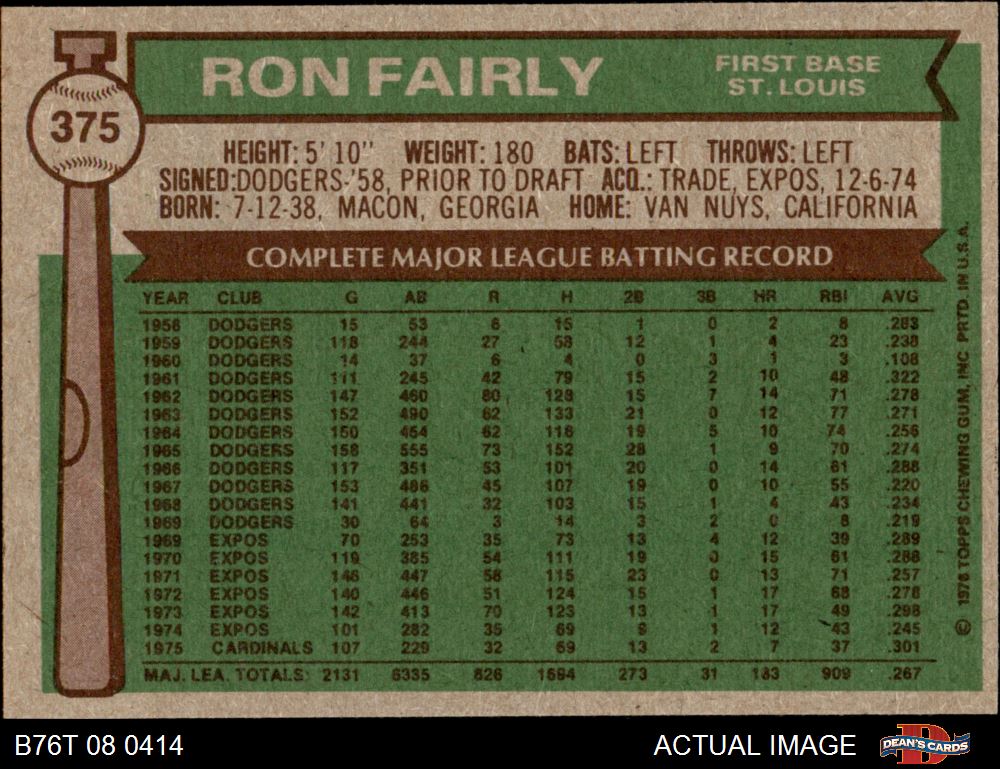 RON FAIRLY
FIRST BASE
ST. LOUIS
375
HEIGHT: 5' 10" WEIGHT: 180 BATS: LEFT THROWS: LEFT
SIGNED: DODGERS-'58, PRIOR TO DRAFT ACQ.: TRADE, EXPOS, 12-6-74
BORN: 7-12-38, MACON, GEORGIA HOME: VAN NUYS, CALIFORNIA
COMPLETE MAJOR LEAGUE BATTING RECORD
YEAR CLUB G AB R H 2B 3B HR RBI AVG
1958 DODGERS 15 53 6 15 1 0 2 8 .283
1959 DODGERS 118 244 27 58 12 1 4 23 .238
1960 DODGERS 14 37 6 4 0 3 1 3 .108
1961 DODGERS 111 245 42 79 15 2 10 48 .322
1962 DODGERS 147 460 80 128 15 7 14 71 .278
1963 DODGERS 152 490 62 133 21 0 12 77 .271
1964 DODGERS 150 454 62 116 19 5 10 74 .256
1965 DODGERS 158 555 73 152 28 1 9 70 .274
1966 DODGERS 117 351 53 101 20 0 14 61 .288
1967 DODGERS 153 486 45 107 19 0 10 55 .220
1968 DODGERS 141 441 32 103 15 1 4 43 .234
1969 DODGERS 30 64 3 14 3 2 0 8 .219
1969 EXPOS 70 253 35 73 13 4 12 39 .289
1970 EXPOS 119 385 54 111 19 0 15 61 .288
1971 EXPOS 146 447 58 115 23 0 13 71 .257
1972 EXPOS 140 446 51 124 15 1 17 68 .278
1973 EXPOS 142 413 70 123 13 1 17 49 .298
1974 EXPOS 101 282 35 69 9 1 12 43 .245
1975 CARDINALS 107 229 32 69 13 2 7 37 .301
MAJ. LEA. TOTALS: 2131 6335 826 1694 273 31 183 909 .267
© 1976 TOPPS CHEWING GUM, INC PRTD. IN U.S.A.
B76T 08 0414
ACTUAL IMAGE
DEAN'S CARDS